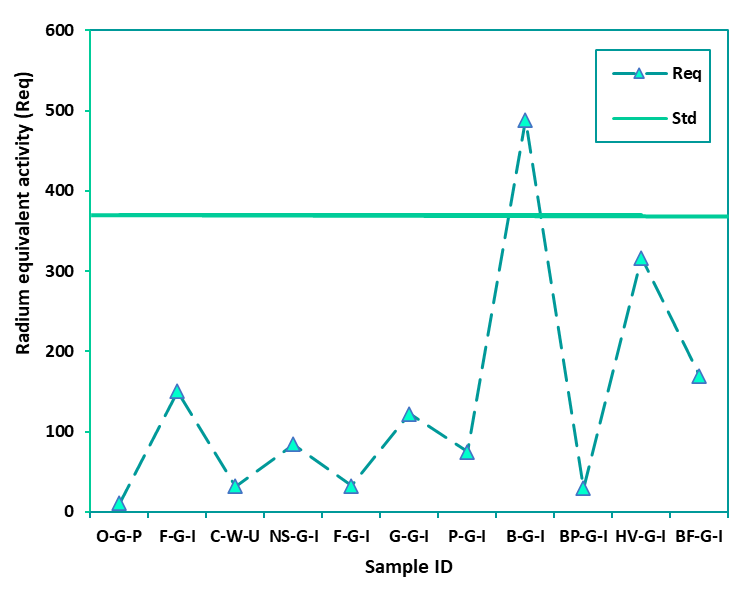 600
500
400
300
200
100
0
Radium equivalent activity (Req)
Req
Std
O-G-P F-G-I C-W-U NS-G-I F-G-I G-G-I P-G-I B-G-I BP-G-I HV-G-I BF-G-I
Sample ID